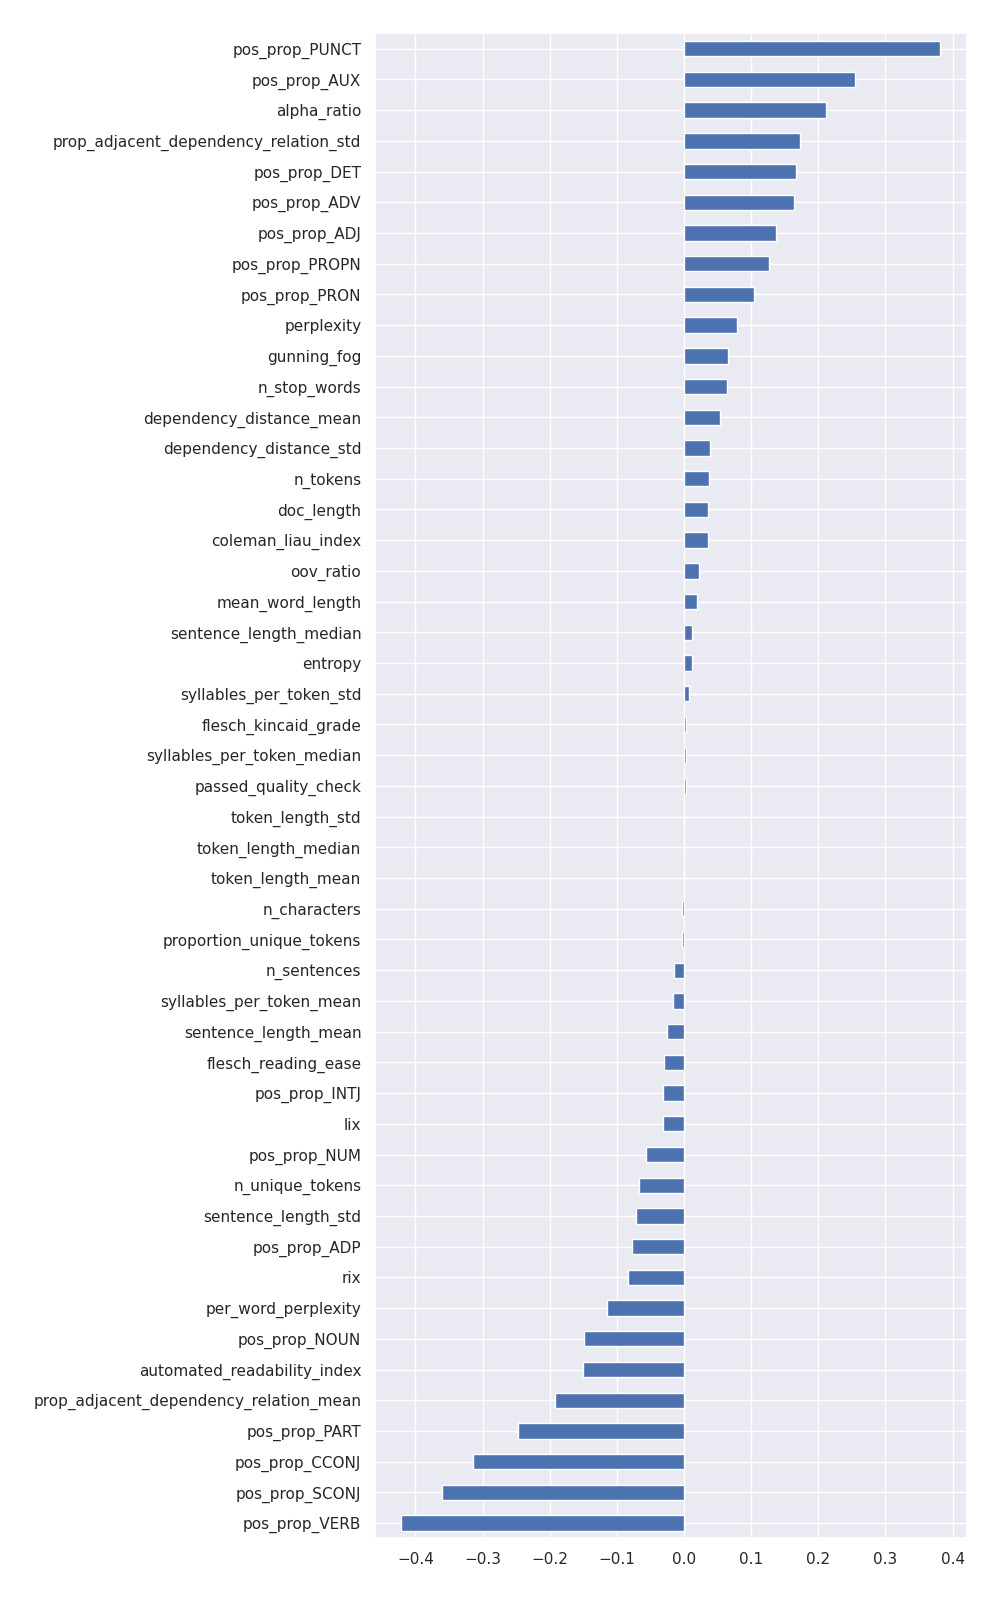 pos_prop_PUNCT
pos_prop_AUX
alpha_ratio
prop_adjacent_dependency_relation_std
pos_prop_DET
pos_prop_ADV
pos_prop_ADJ
pos_prop_PROPN
pos_prop_PRON
perplexity
gunning_fog
n_stop_words
dependency_distance_mean
dependency_distance_std
n_tokens
doc_length
coleman_liau_index
oov_ratio
mean_word_length
sentence_length_median
entropy
syllables_per_token_std
flesch_kincaid_grade
syllables_per_token_median
passed_quality_check
token_length_std
token_length_median
token_length_mean
n_characters
proportion_unique_tokens
n_sentences
syllables_per_token_mean
sentence_length_mean
flesch_reading_ease
pos_prop_INTJ
lix
pos_prop_NUM
n_unique_tokens
sentence_length_std
pos_prop_ADP
rix
per_word_perplexity
pos_prop_NOUN
automated_readability_index
prop_adjacent_dependency_relation_mean
pos_prop_PART
pos_prop_CCONJ
pos_prop_SCONJ
pos_prop_VERB
−0.4 −0.3 −0.2 −0.1 0.0 0.1 0.2 0.3 0.4